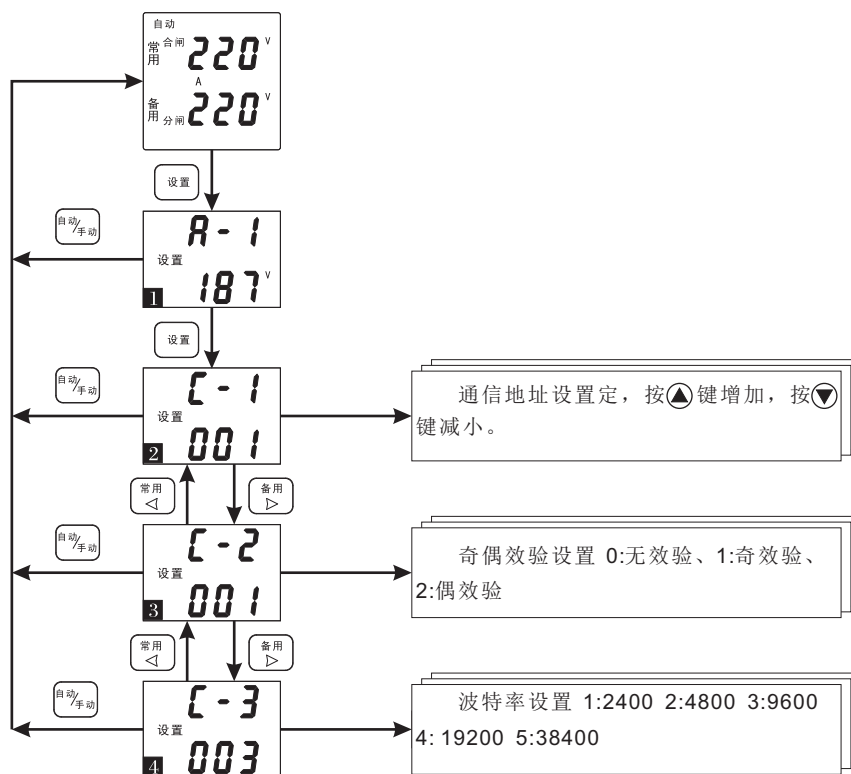 自动
常用 合闸 220 V
A
备用 分闸 220 V
设置
自动/手动
A-1
设置
1 187 V
设置
自动/手动
C-1
设置
2 001
通信地址设置定，按▲键增加，按▼
键减小。
常用 ◁
备用 ▷
自动/手动
C-2
设置
3 001
奇偶效验设置 0:无效验、1:奇效验、
2:偶效验
常用 ◁
备用 ▷
自动/手动
C-3
设置
4 003
波特率设置 1:2400 2:4800 3:9600
4: 19200 5:38400